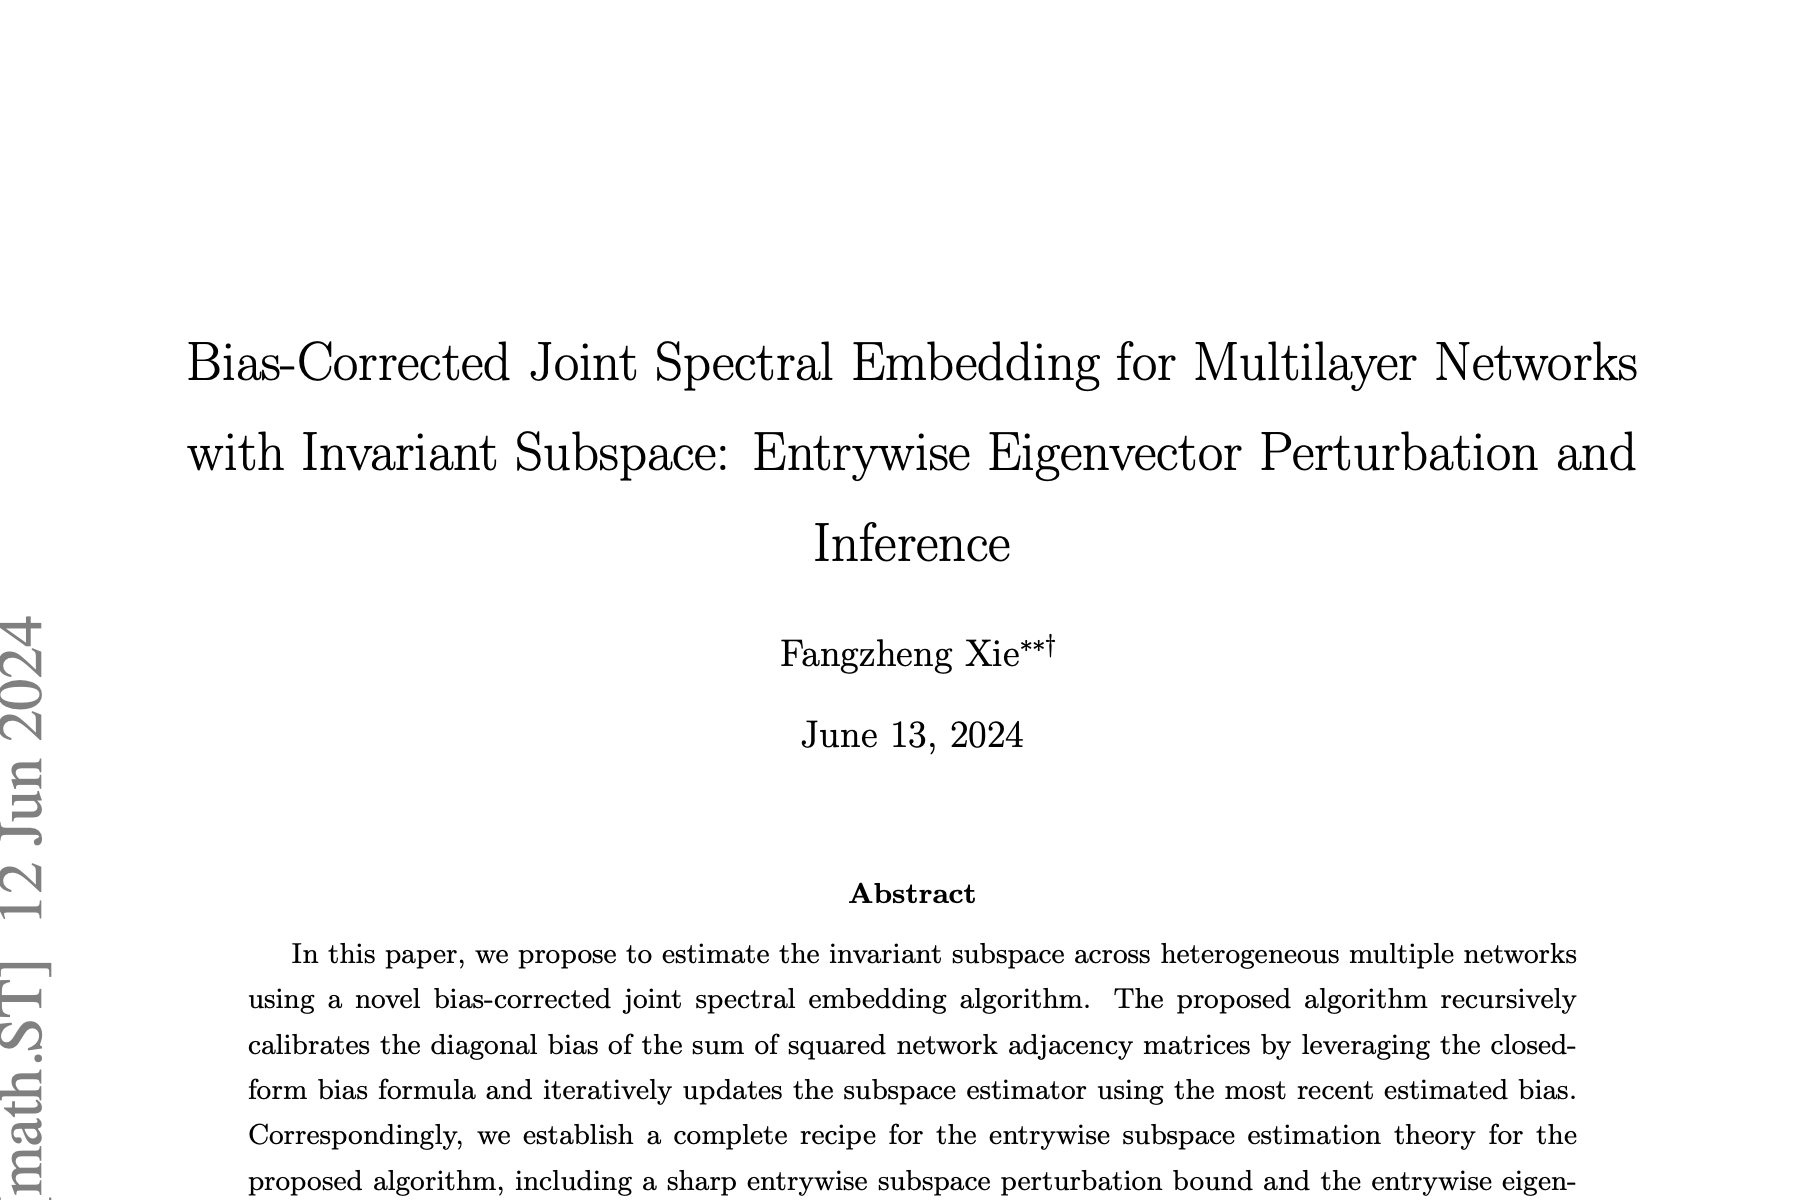 Bias-Corrected Joint Spectral Embedding for Multilayer Networks
with Invariant Subspace: Entrywise Eigenvector Perturbation and
Inference
Fangzheng Xie**†
June 13, 2024
Abstract
In this paper, we propose to estimate the invariant subspace across heterogeneous multiple networks
using a novel bias-corrected joint spectral embedding algorithm. The proposed algorithm recursively
calibrates the diagonal bias of the sum of squared network adjacency matrices by leveraging the closed-
form bias formula and iteratively updates the subspace estimator using the most recent estimated bias.
Correspondingly, we establish a complete recipe for the entrywise subspace estimation theory for the
proposed algorithm, including a sharp entrywise subspace perturbation bound and the entrywise eigen-
math.ST] 12 Jun 2024